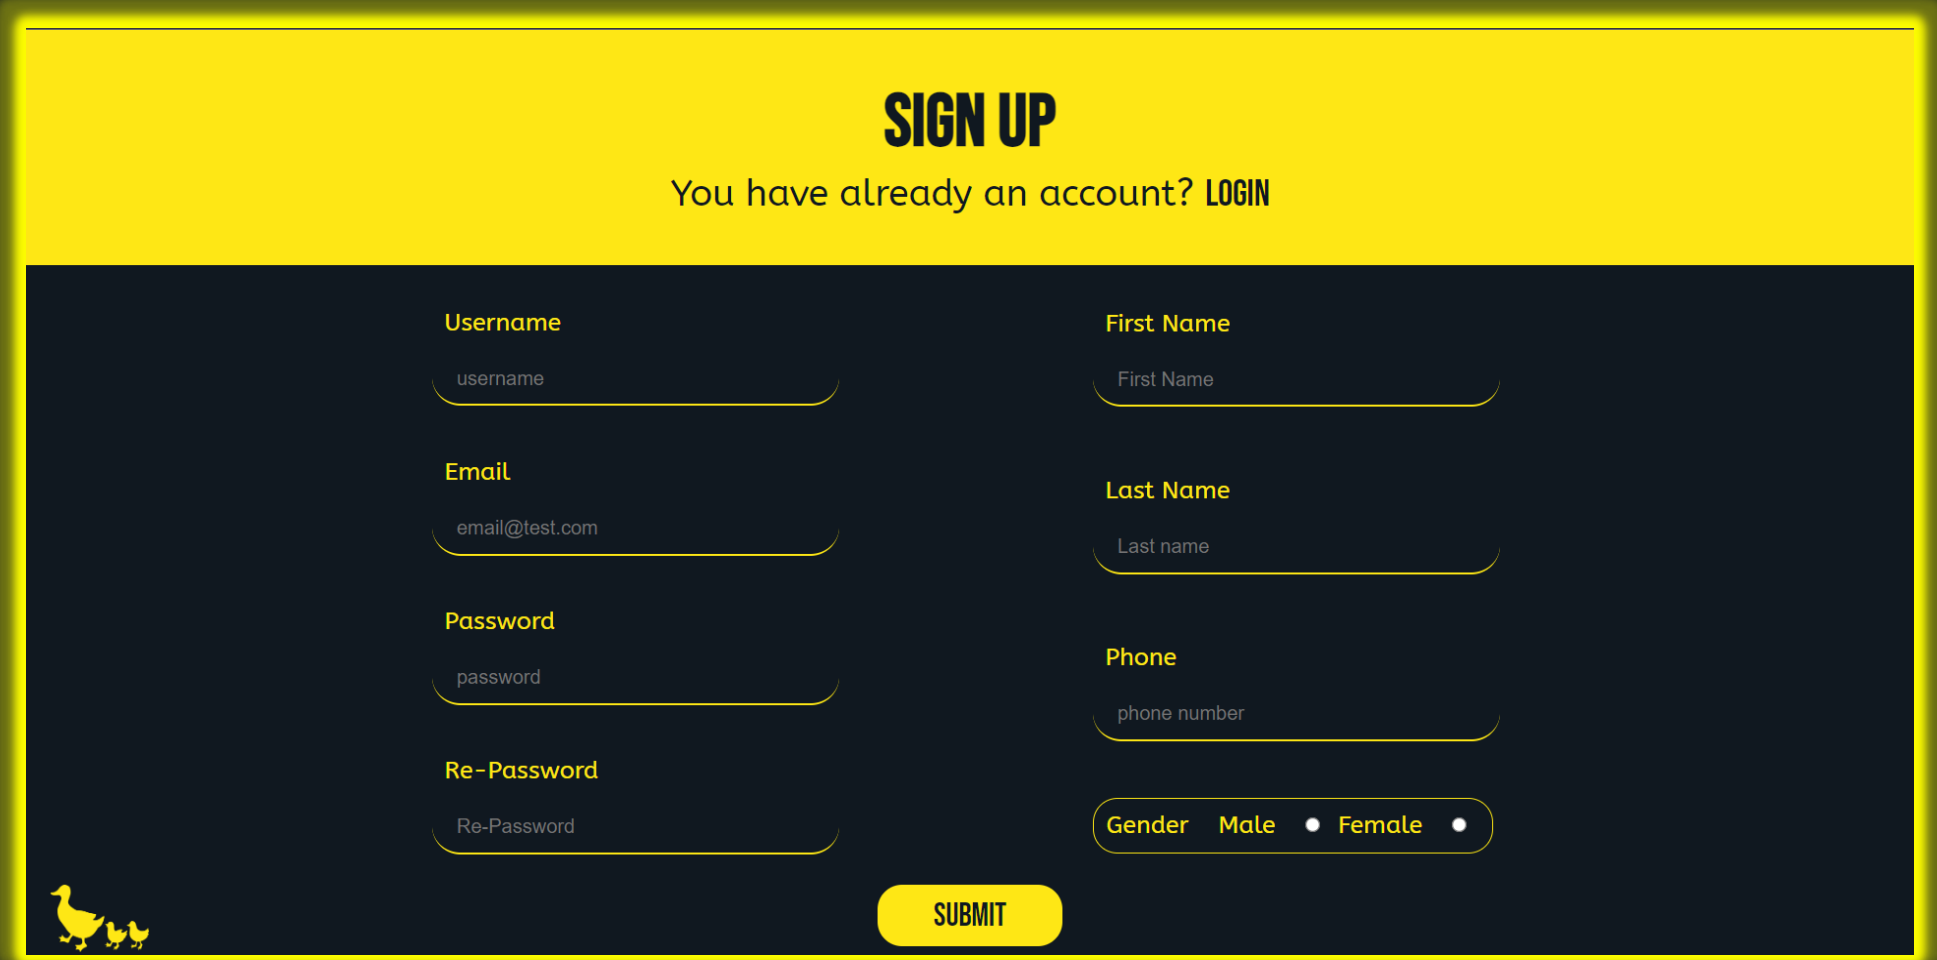 SIGN UP
You have already an account? LOGIN
Username
username
Email
email@test.com
Password
password
Re-Password
Re-Password
First Name
First Name
Last Name
Last name
Phone
phone number
Gender Male Female
SUBMIT